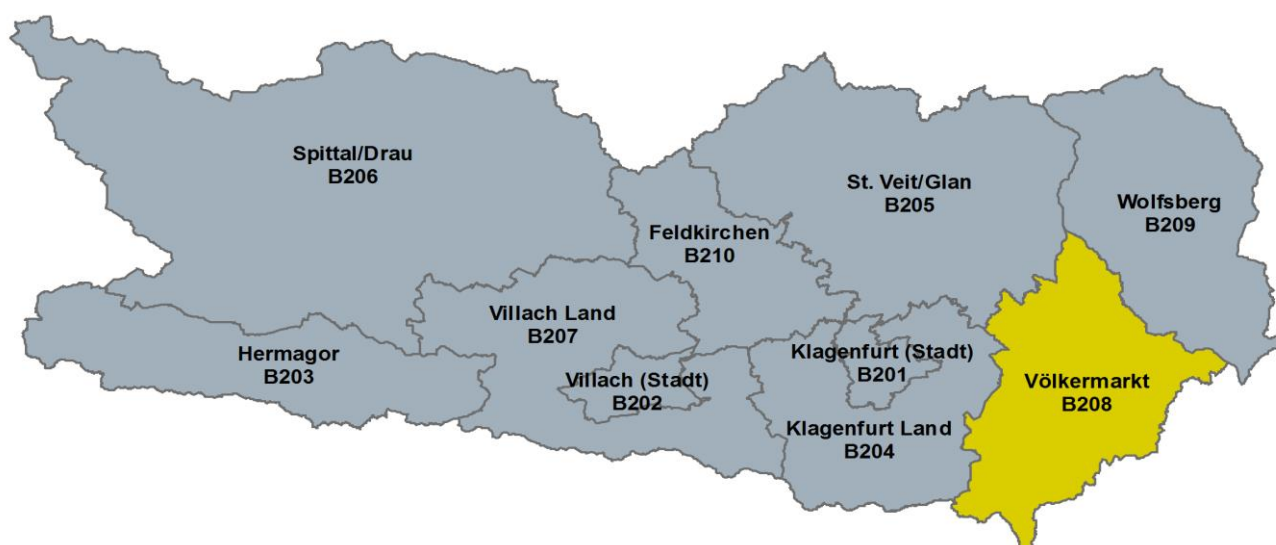 Spittal/Drau
B206
St. Veit/Glan
B205
Wolfsberg
B209
Feldkirchen
B210
Villach Land
B207
Hermagor
B203
Villach (Stadt)
B202
Klagenfurt (Stadt)
B201
Klagenfurt Land
B204
Völkermarkt
B208